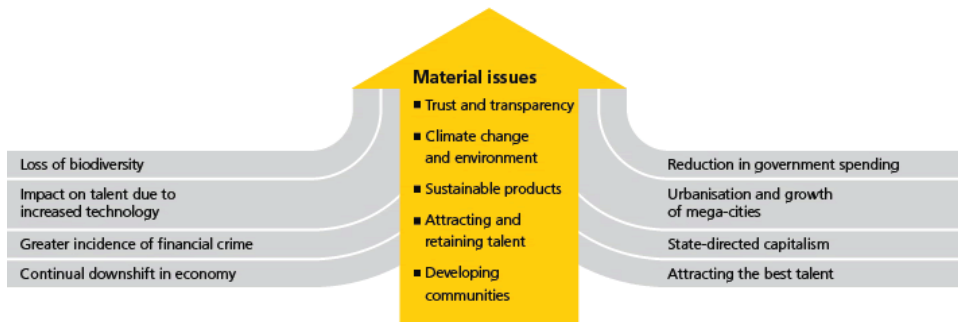 Material issues
▪ Trust and transparency
▪ Climate change
and environment
▪ Sustainable products
▪ Attracting and
retaining talent
▪ Developing
communities
Loss of biodiversity
Impact on talent due to
increased technology
Greater incidence of financial crime
Continual downshift in economy
Reduction in government spending
Urbanisation and growth
of mega-cities
State-directed capitalism
Attracting the best talent